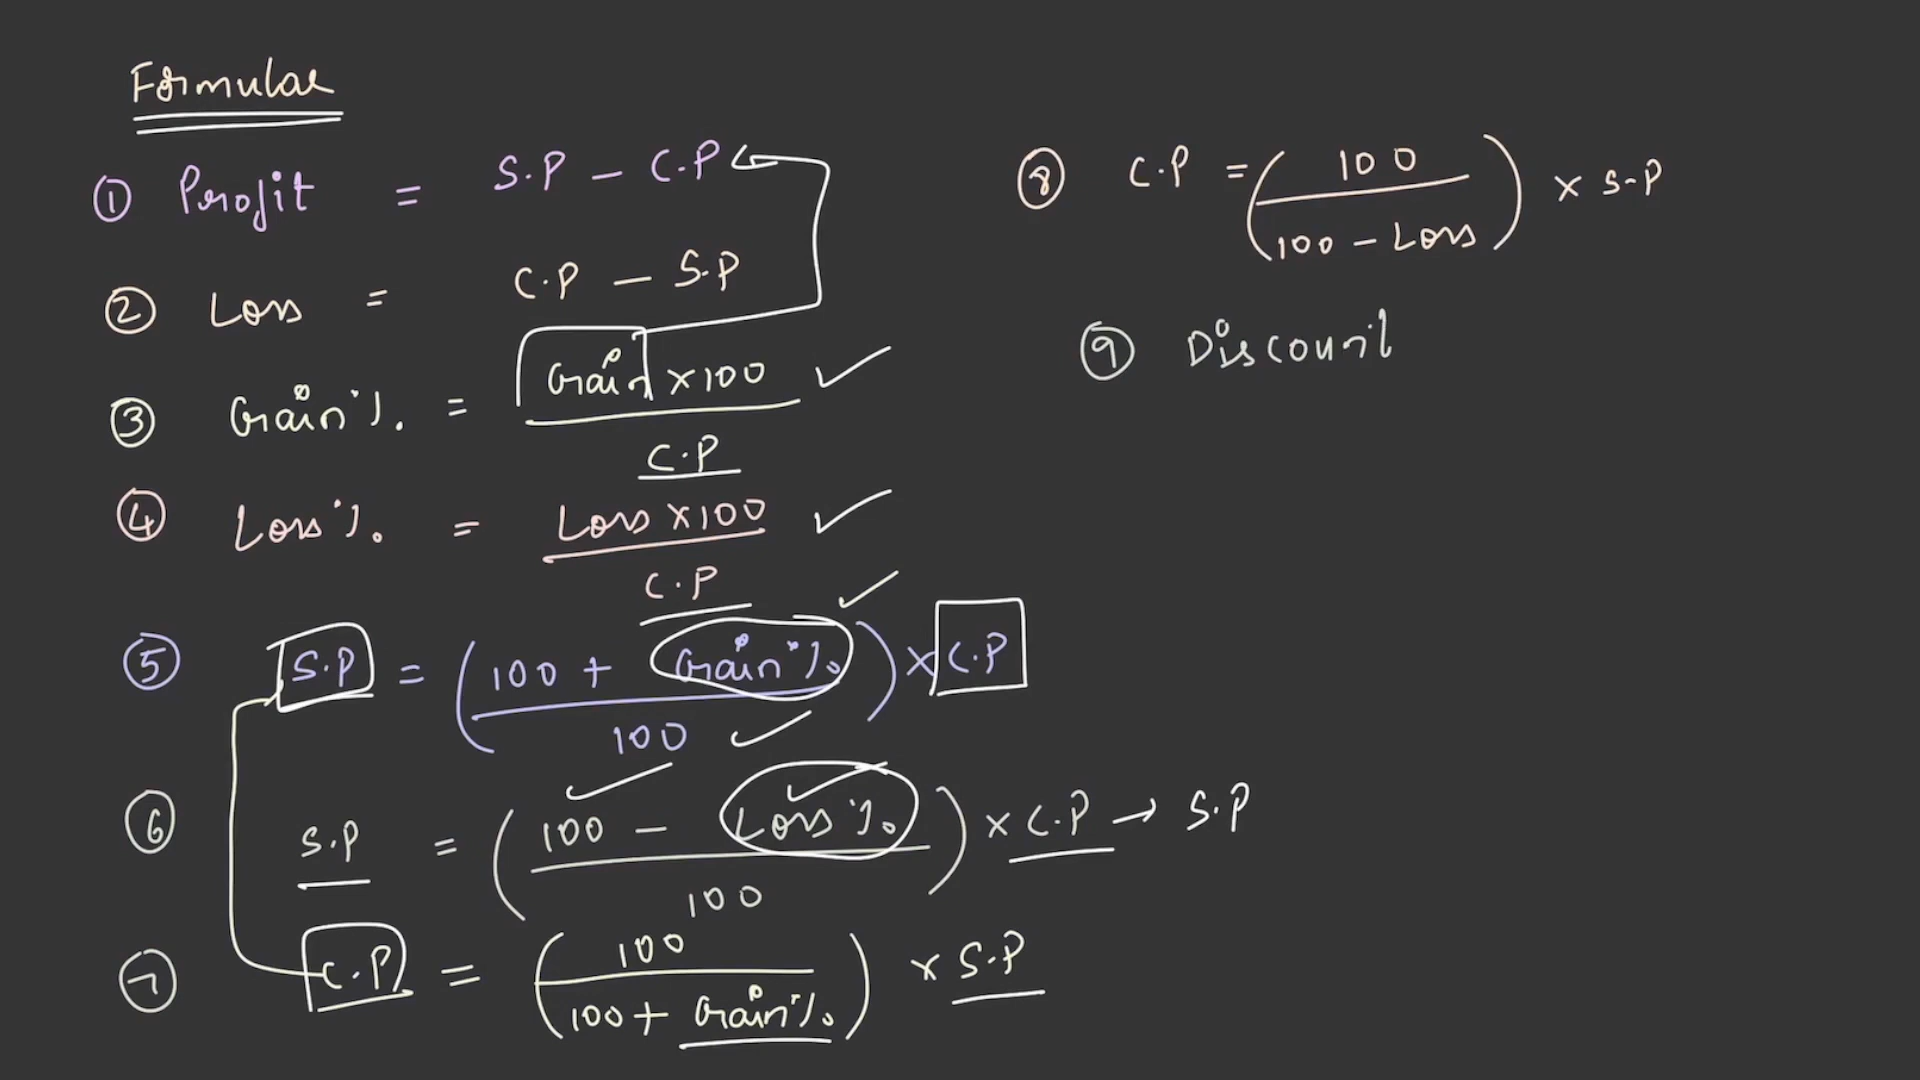 Formulae
① Profit = S.P - C.P
② Loss = C.P - S.P
③ Gain % = Gain × 100
C.P
④ Loss % = Loss × 100
C.P
⑤ S.P = (100 + Gain %) × C.P
100
⑥ S.P = (100 - Loss %) × C.P → S.P
100
⑦ C.P = (100) × S.P
100 + Gain %
⑧ C.P = (100) × S.P
100 - Loss
⑨ Discount